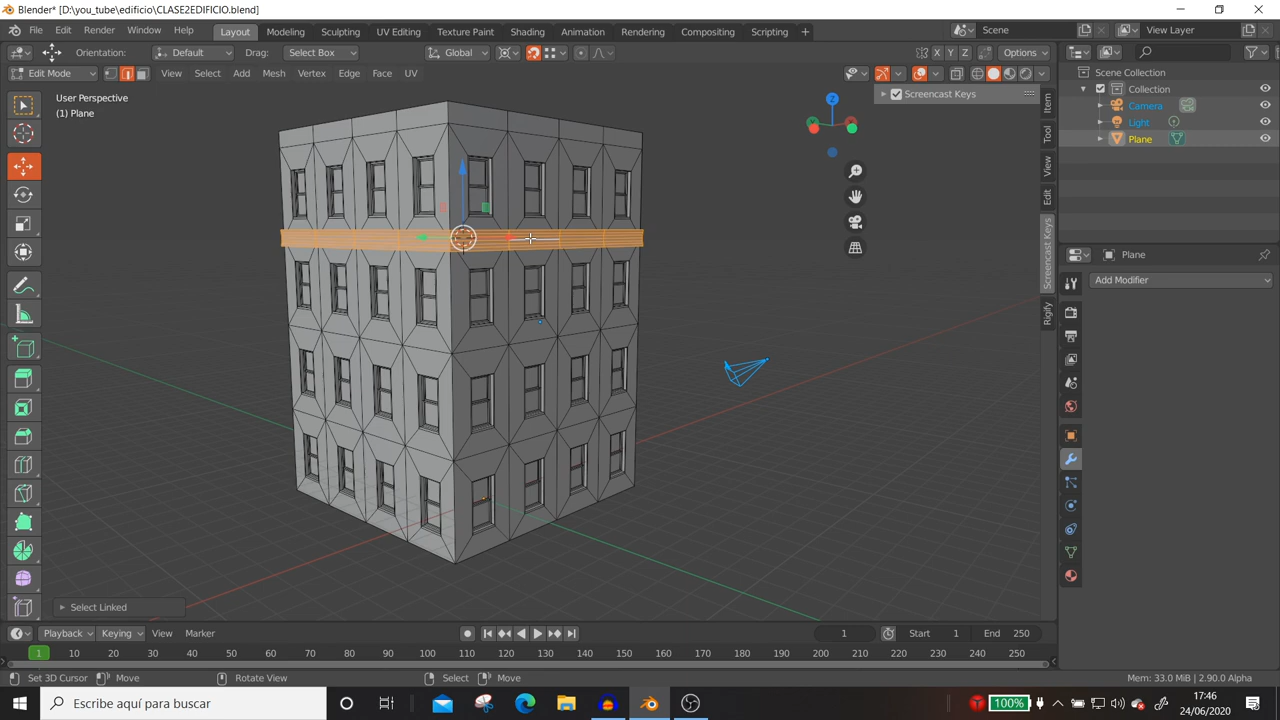 Blender* [D:\you_tube\edificio\CLASE2EDIFICIO.blend]
File Edit Render Window Help Layout Modeling Sculpting UV Editing Texture Paint Shading Animation Rendering Compositing Scripting + Scene View Layer
Orientation: Default Drag: Select Box Global X Y Z Options
Edit Mode View Select Add Mesh Vertex Edge Face UV
User Perspective
(1) Plane
Screencast Keys
Z
Item
Tool
View
Edit
Screencast Keys
Rigify
Scene Collection
Collection
Camera
Light
Plane
Plane
Add Modifier
Select Linked
Playback Keying View Marker 1 Start 1 End 250
1 10 20 30 40 50 60 70 80 90 100 110 120 130 140 150 160 170 180 190 200 210 220 230 240 250
Set 3D Cursor Move Rotate View Select Move Mem: 33.0 MiB | 2.90.0 Alpha
Escribe aquí para buscar 100% 17:46
24/06/2020